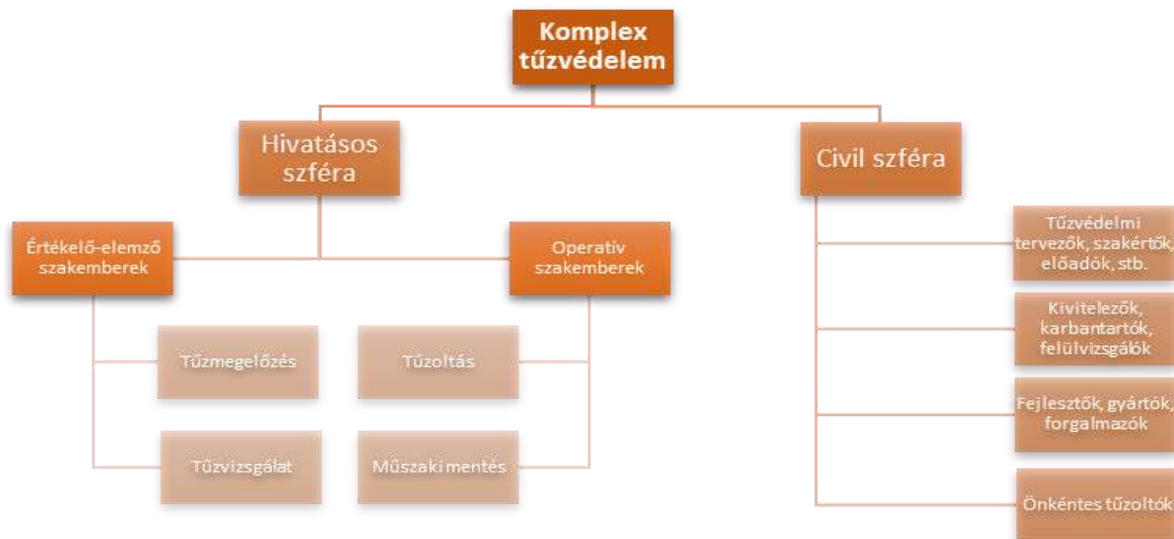 Komplex
tűzvédelem
Hivatásos
szféra
Civil szféra
Értékelő-elemző
szakemberek
Operatív
szakemberek
Tűzmegelőzés
Tűzoltás
Tűzvizsgálat
Műszaki mentés
Tűzvédelmi
tervezők, szakértők,
előadók, stb.
Kivitelezők,
karbantartók,
felülvizsgálók
Fejlesztők, gyártók,
forgalmazók
Önkéntes tűzoltók